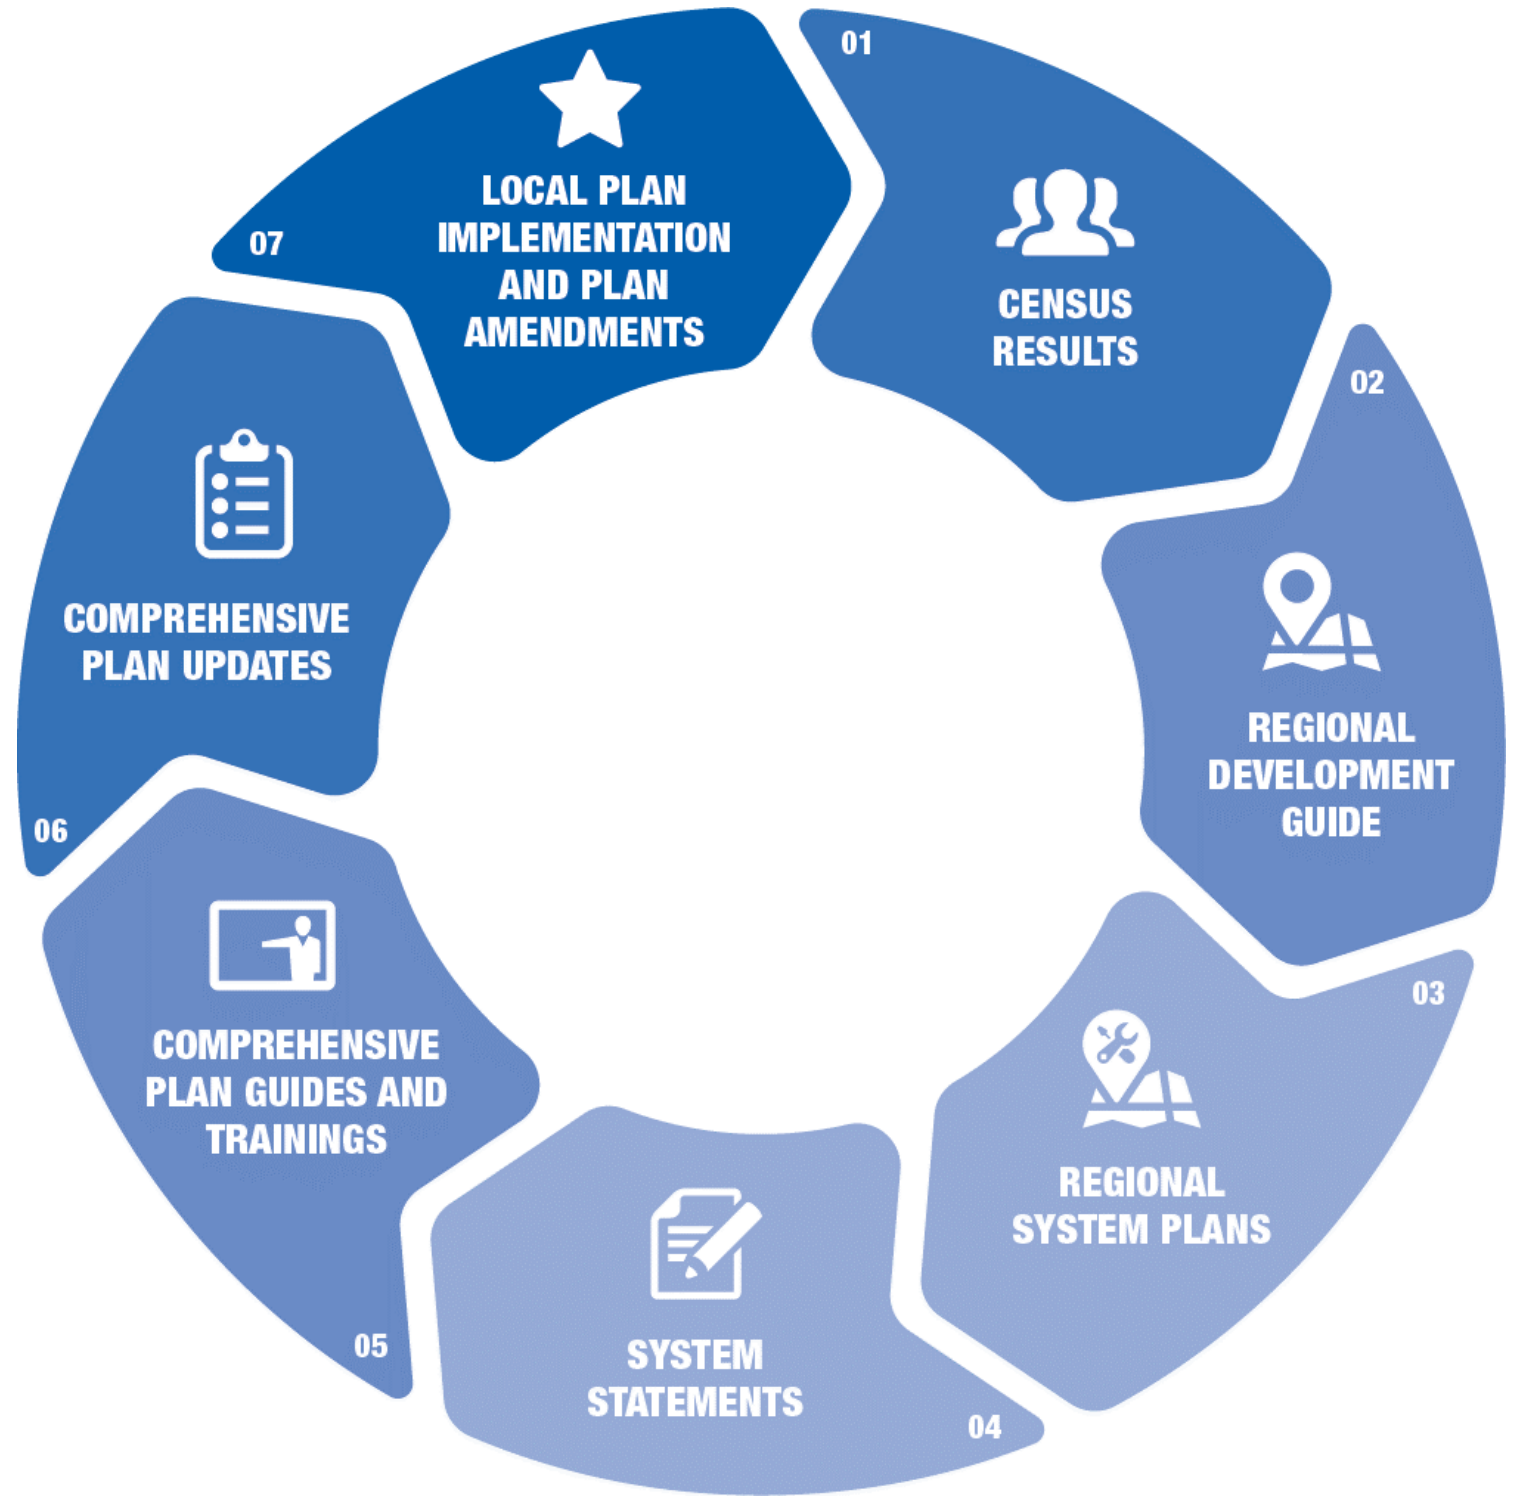 01
CENSUS
RESULTS
02
REGIONAL
DEVELOPMENT
GUIDE
03
REGIONAL
SYSTEM PLANS
04
SYSTEM
STATEMENTS
05
COMPREHENSIVE
PLAN GUIDES AND
TRAININGS
06
COMPREHENSIVE
PLAN UPDATES
07
LOCAL PLAN
IMPLEMENTATION
AND PLAN
AMENDMENTS